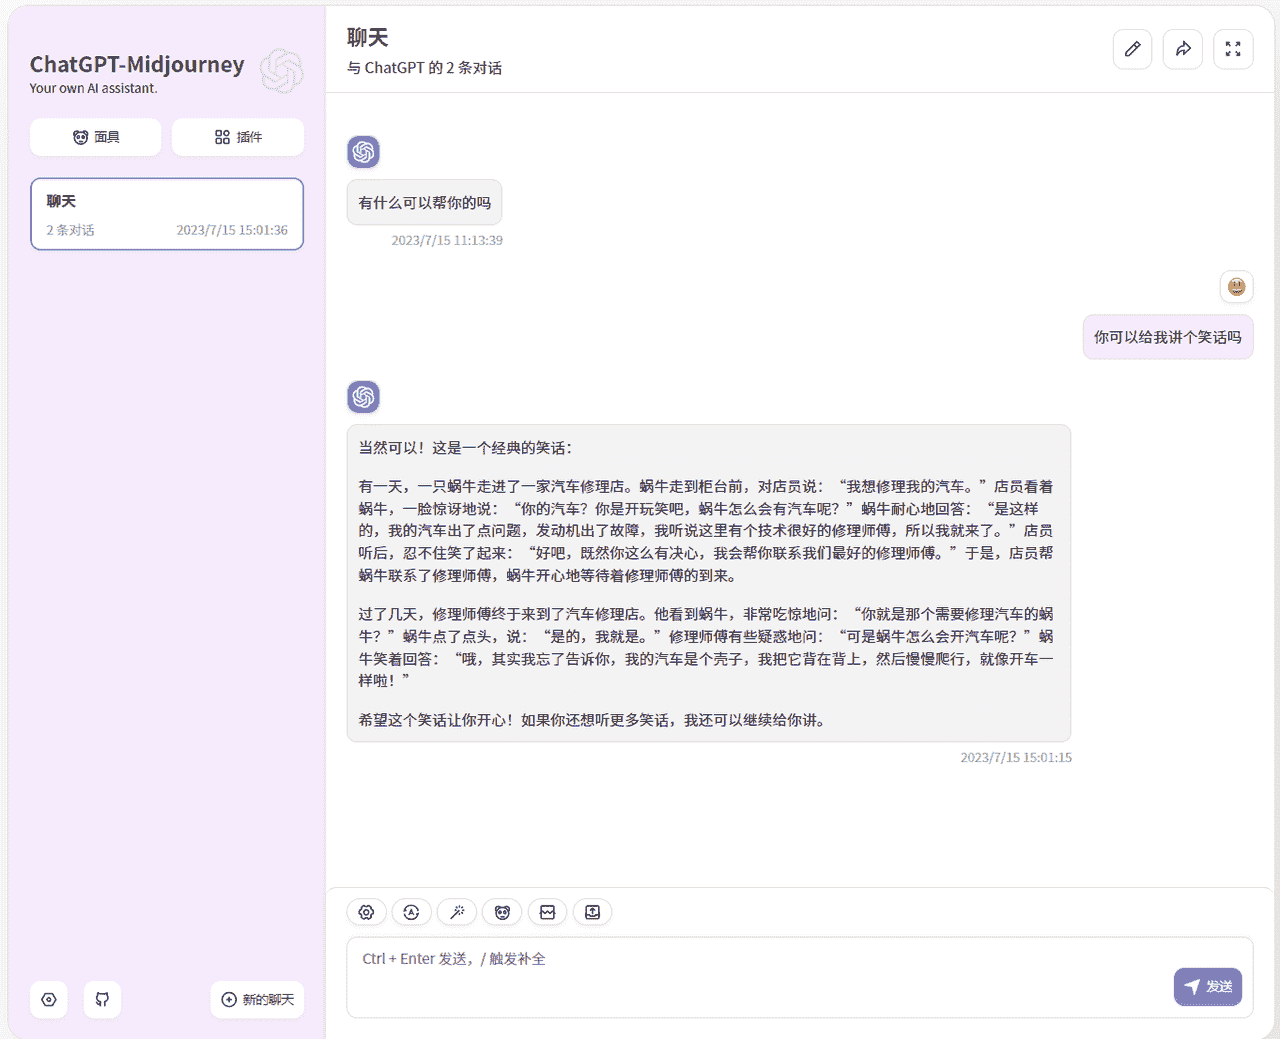 ChatGPT-Midjourney
Your own AI assistant.
面具
插件
聊天
2 条对话
2023/7/15 15:01:36
新的聊天
聊天
与 ChatGPT 的 2 条对话
有什么可以帮你的吗
2023/7/15 11:13:39
你可以给我讲个笑话吗
当然可以！这是一个经典的笑话：
有一天，一只蜗牛走进了一家汽车修理店。蜗牛走到柜台前，对店员说：“我想修理我的汽车。”店员看着
蜗牛，一脸惊讶地说：“你的汽车？你是开玩笑吧，蜗牛怎么会有汽车呢？”蜗牛耐心地回答：“是这样
的，我的汽车出了点问题，发动机出了故障，我听说这里有个技术很好的修理师傅，所以我就来了。”店员
听后，忍不住笑了起来：“好吧，既然你这么有决心，我会帮你联系我们最好的修理师傅。”于是，店员帮
蜗牛联系了修理师傅，蜗牛开心地等待着修理师傅的到来。
过了几天，修理师傅终于来到了汽车修理店。他看到蜗牛，非常吃惊地问：“你就是那个需要修理汽车的蜗
牛？”蜗牛点了点头，说：“是的，我就是。”修理师傅有些疑惑地问：“可是蜗牛怎么会开汽车呢？”蜗
牛笑着回答：“哦，其实我忘了告诉你，我的汽车是个壳子，我把它背在背上，然后慢慢爬行，就像开车一
样啦！”
希望这个笑话让你开心！如果你还想听更多笑话，我还可以继续给你讲。
2023/7/15 15:01:15
Ctrl + Enter 发送，/ 触发补全
发送